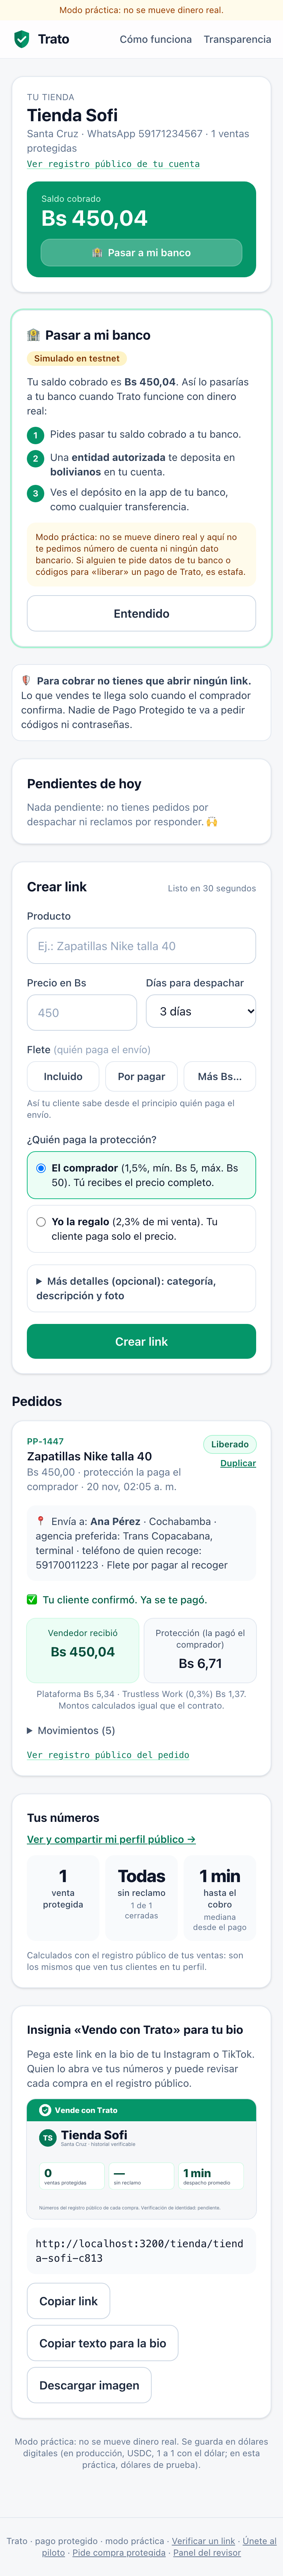 Modo práctica: no se mueve dinero real.
Trato
Cómo funciona
Transparencia
TU TIENDA
Tienda Sofi
Santa Cruz · WhatsApp 59171234567 · 1 ventas
protegidas
Ver registro público de tu cuenta
Saldo cobrado
Bs 450,04
🏦 Pasar a mi banco
🏦 Pasar a mi banco
Simulado en testnet
Tu saldo cobrado es Bs 450,04. Así lo pasarías
a tu banco cuando Trato funcione con dinero
real:
1 Pides pasar tu saldo cobrado a tu banco.
2 Una entidad autorizada te deposita en
bolivianos en tu cuenta.
3 Ves el depósito en la app de tu banco,
como cualquier transferencia.
Modo práctica: no se mueve dinero real y aquí no
te pedimos número de cuenta ni ningún dato
bancario. Si alguien te pide datos de tu banco o
códigos para «liberar» un pago de Trato, es estafa.
Entendido
Para cobrar no tienes que abrir ningún link.
Lo que vendes te llega solo cuando el comprador
confirma. Nadie de Pago Protegido te va a pedir
códigos ni contraseñas.
Pendientes de hoy
Nada pendiente: no tienes pedidos por
despachar ni reclamos por responder. 🙌
Crear link
Listo en 30 segundos
Producto
Ej.: Zapatillas Nike talla 40
Precio en Bs
Días para despachar
450
3 días
Flete (quién paga el envío)
Incluido
Por pagar
Más Bs...
Así tu cliente sabe desde el principio quién paga el
envío.
¿Quién paga la protección?
El comprador (1,5%, mín. Bs 5, máx. Bs
50). Tú recibes el precio completo.
Yo la regalo (2,3% de mi venta). Tu
cliente paga solo el precio.
▶ Más detalles (opcional): categoría,
descripción y foto
Crear link
Pedidos
PP-1447
Liberado
Zapatillas Nike talla 40
Duplicar
Bs 450,00 · protección la paga el
comprador · 20 nov, 02:05 a. m.
📍 Envía a: Ana Pérez · Cochabamba ·
agencia preferida: Trans Copacabana,
terminal · teléfono de quien recoge:
59170011223 · Flete por pagar al recoger
✅ Tu cliente confirmó. Ya se te pagó.
Vendedor recibió
Bs 450,04
Protección (la pagó el
comprador)
Bs 6,71
Plataforma Bs 5,34 · Trustless Work (0,3%) Bs 1,37.
Montos calculados igual que el contrato.
▶ Movimientos (5)
Ver registro público del pedido
Tus números
Ver y compartir mi perfil público →
1
venta
protegida
Todas
sin reclamo
1 de 1
cerradas
1 min
hasta el
cobro
mediana
desde el pago
Calculados con el registro público de tus ventas: son
los mismos que ven tus clientes en tu perfil.
Insignia «Vendo con Trato» para tu bio
Pega este link en la bio de tu Instagram o TikTok.
Quien lo abra ve tus números y puede revisar
cada compra en el registro público.
Vende con Trato
TS
Tienda Sofi
Santa Cruz · historial verificable
0
ventas protegidas
—
sin reclamo
1 min
despacho promedio
Números del registro público de cada compra. Verificación de identidad: pendiente.
http://localhost:3200/tienda/tiend
a-sofi-c813
Copiar link
Copiar texto para la bio
Descargar imagen
Modo práctica: no se mueve dinero real. Se guarda en dólares
digitales (en producción, USDC, 1 a 1 con el dólar; en esta
práctica, dólares de prueba).
Trato · pago protegido · modo práctica · Verificar un link · Únete al
piloto · Pide compra protegida · Panel del revisor